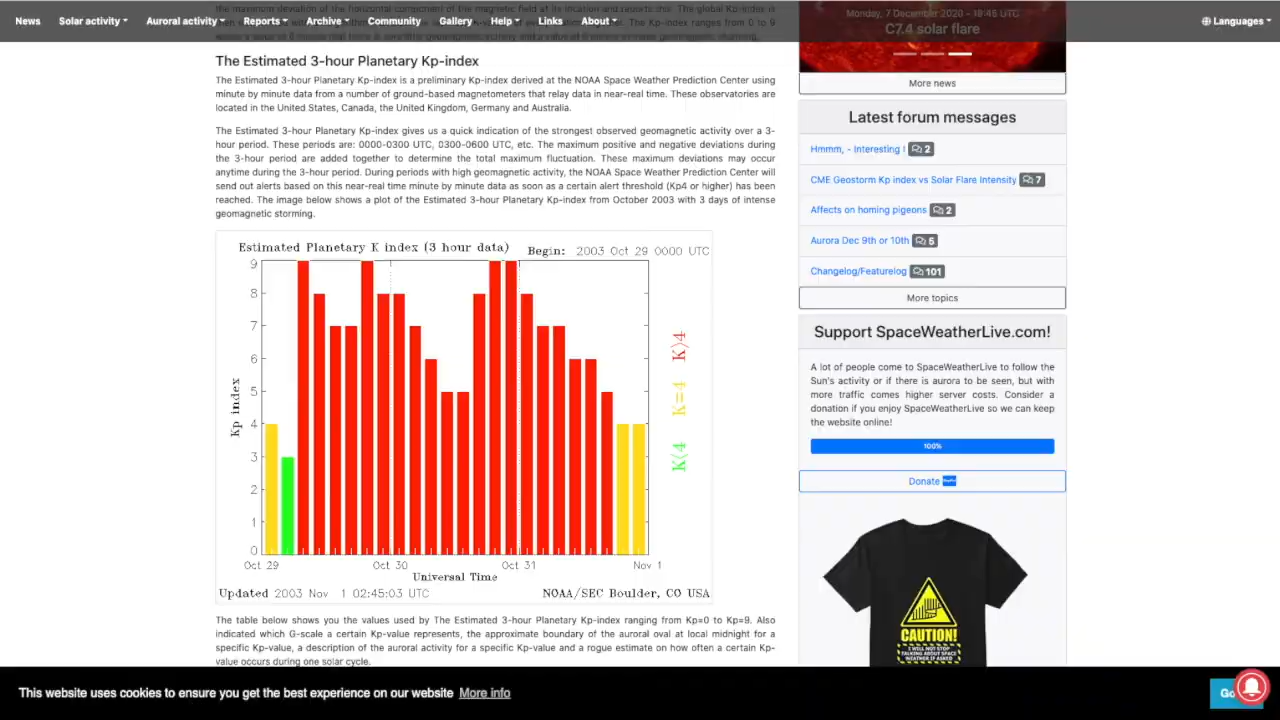 News Solar activity Auroral activity Reports Archive Community Gallery Help Links About Languages
The Estimated 3-hour Planetary Kp-index
The Estimated 3-hour Planetary Kp-index is a preliminary Kp-index derived at the NOAA Space Weather Prediction Center using
minute by minute data from a number of ground-based magnetometers that relay data in near-real time. These observatories are
located in the United States, Canada, the United Kingdom, Germany and Australia.
The Estimated 3-hour Planetary Kp-index gives us a quick indication of the strongest observed geomagnetic activity over a 3-
hour period. These periods are: 0000-0300 UTC, 0300-0600 UTC, etc. The maximum positive and negative deviations during
the 3-hour period are added together to determine the total maximum fluctuation. These maximum deviations may occur
anytime during the 3-hour period. During periods with high geomagnetic activity, the NOAA Space Weather Prediction Center will
send out alerts based on this near-real time minute by minute data as soon as a certain alert threshold (Kp4 or higher) has been
reached. The image below shows a plot of the Estimated 3-hour Planetary Kp-index from October 2003 with 3 days of intense
geomagnetic storming.
Estimated Planetary K index (3 hour data) Begin: 2003 Oct 29 0000 UTC
9
8
7
6
5
4
3
2
1
0
Kp index
K>4
K=4
K<4
Oct 29 Oct 30 Oct 31 Nov 1
Universal Time
Updated 2003 Nov 1 02:45:03 UTC NOAA/SEC Boulder, CO USA
The table below shows you the values used by The Estimated 3-hour Planetary Kp-index ranging from Kp=0 to Kp=9. Also
indicated which G-scale a certain Kp-value represents, the approximate boundary of the auroral oval at local midnight for a
specific Kp-value, a description of the auroral activity for a specific Kp-value and a rogue estimate on how often a certain Kp-
value occurs during one solar cycle.
Monday, 7 December 2020 - 18:45 UTC
C7.4 solar flare
More news
Latest forum messages
Hmmm, - Interesting ! 2
CME Geostorm Kp index vs Solar Flare Intensity 7
Affects on homing pigeons 2
Aurora Dec 9th or 10th 5
Changelog/Featurelog 101
More topics
Support SpaceWeatherLive.com!
A lot of people come to SpaceWeatherLive to follow the
Sun's activity or if there is aurora to be seen, but with
more traffic comes higher server costs. Consider a
donation if you enjoy SpaceWeatherLive so we can keep
the website online!
100%
Donate
CAUTION!
I WILL NOT STOP
TALKING ABOUT SPACE
WEATHER IF ASKED
This website uses cookies to ensure you get the best experience on our website More info